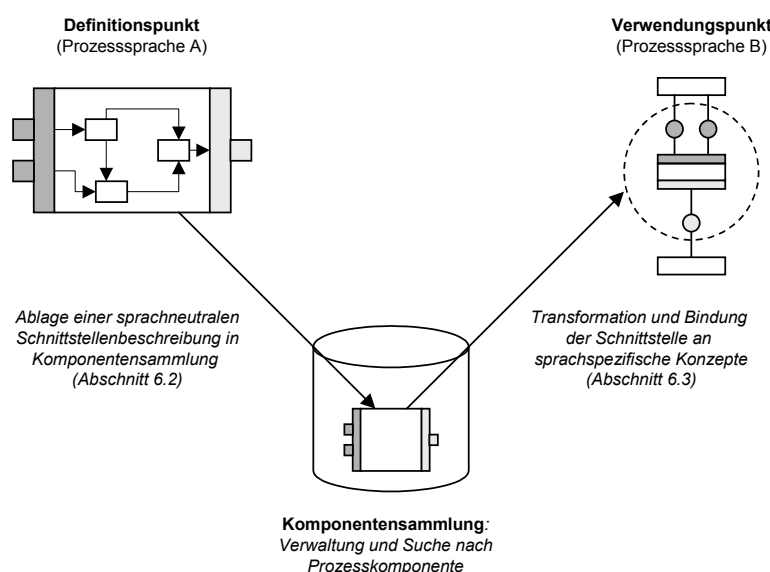 Definitionspunkt
(Prozesssprache A)
Verwendungspunkt
(Prozesssprache B)
Ablage einer sprachneutralen
Schnittstellenbeschreibung in
Komponentensammlung
(Abschnitt 6.2)
Transformation und Bindung
der Schnittstelle an
sprachspezifische Konzepte
(Abschnitt 6.3)
Komponentensammlung:
Verwaltung und Suche nach
Prozesskomponente